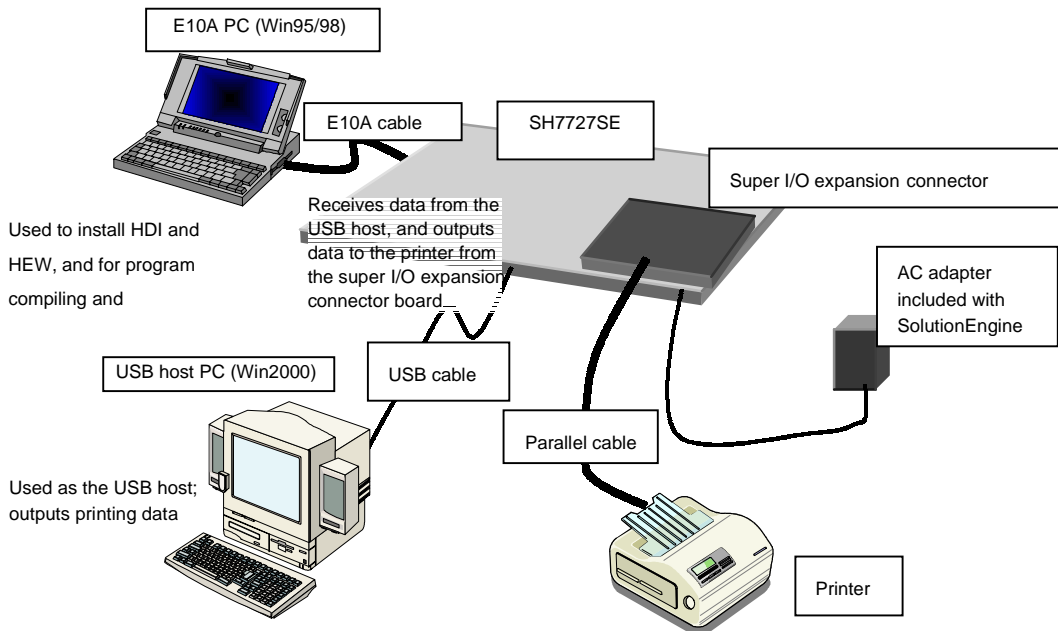 E10A PC (Win95/98)
E10A cable
SH7727SE
Super I/O expansion connector
Used to install HDI and
HEW, and for program
compiling and
Receives data from the
USB host, and outputs
data to the printer from
the super I/O expansion
connector board
AC adapter
included with
SolutionEngine
USB host PC (Win2000)
USB cable
Parallel cable
Used as the USB host;
outputs printing data
Printer